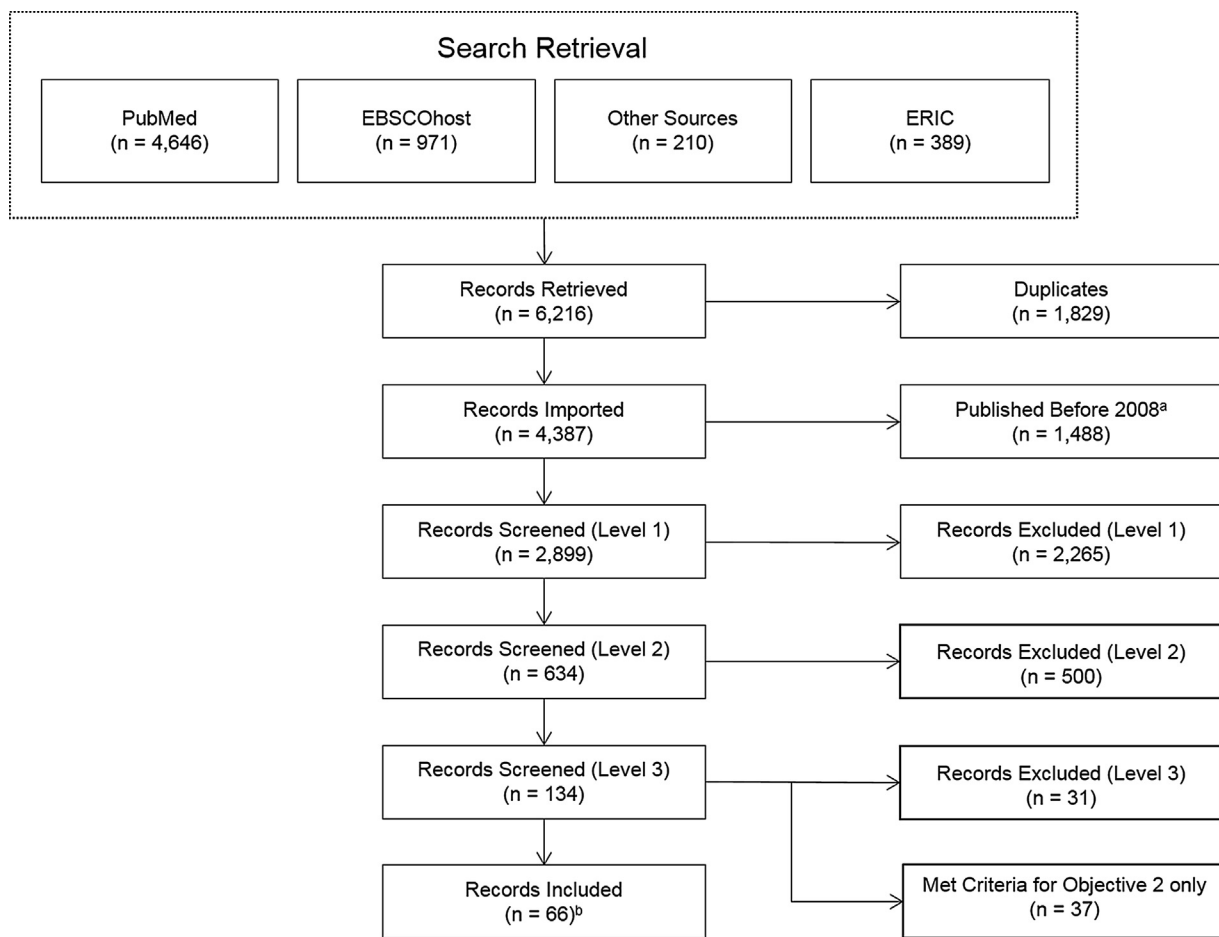 Search Retrieval
PubMed
(n = 4,646)
EBSCOhost
(n = 971)
Other Sources
(n = 210)
ERIC
(n = 389)
Records Retrieved
(n = 6,216)
Duplicates
(n = 1,829)
Records Imported
(n = 4,387)
Published Before 2008ᵃ
(n = 1,488)
Records Screened (Level 1)
(n = 2,899)
Records Excluded (Level 1)
(n = 2,265)
Records Screened (Level 2)
(n = 634)
Records Excluded (Level 2)
(n = 500)
Records Screened (Level 3)
(n = 134)
Records Excluded (Level 3)
(n = 31)
Records Included
(n = 66)ᵇ
Met Criteria for Objective 2 only
(n = 37)